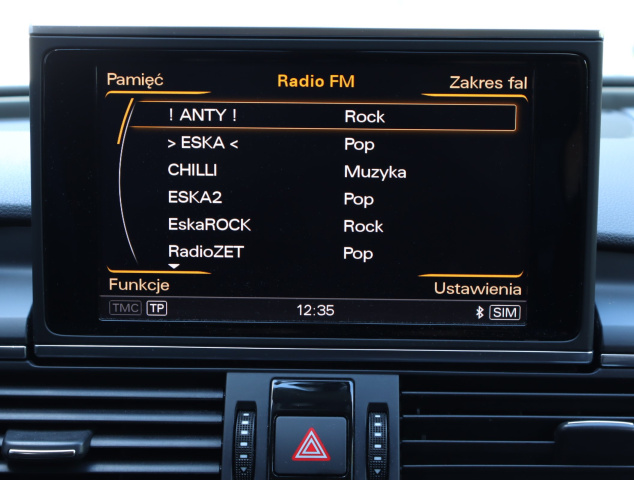 Pamięć Radio FM Zakres fal
! ANTY ! Rock
> ESKA < Pop
CHILLI Muzyka
ESKA2 Pop
EskaROCK Rock
RadioZET Pop
Funkcje Ustawienia
TMC TP 12:35 SIM